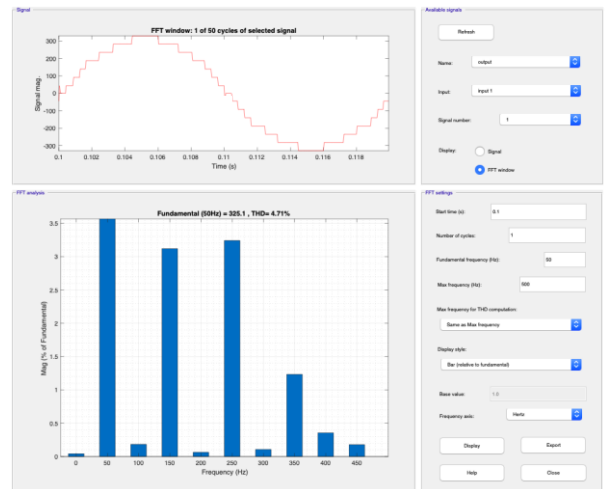 Signal
FFT window: 1 of 50 cycles of selected signal
300
200
100
0
-100
-200
-300
Signal mag.
0.1 0.102 0.104 0.106 0.108 0.11 0.112 0.114 0.116 0.118
Time (s)
FFT analysis
Fundamental (50Hz) = 325.1 , THD= 4.71%
3.5
3
2.5
2
1.5
1
0.5
0
Mag (% of Fundamental)
0 50 100 150 200 250 300 350 400 450
Frequency (Hz)
Available signals
Refresh
Name: output
Input: input 1
Signal number: 1
Display: Signal
FFT window
FFT settings
Start time (s): 0.1
Number of cycles: 1
Fundamental frequency (Hz): 50
Max frequency (Hz): 500
Max frequency for THD computation:
Same as Max frequency
Display style:
Bar (relative to fundamental)
Base value: 1.0
Frequency axis: Hertz
Display Export
Help Close